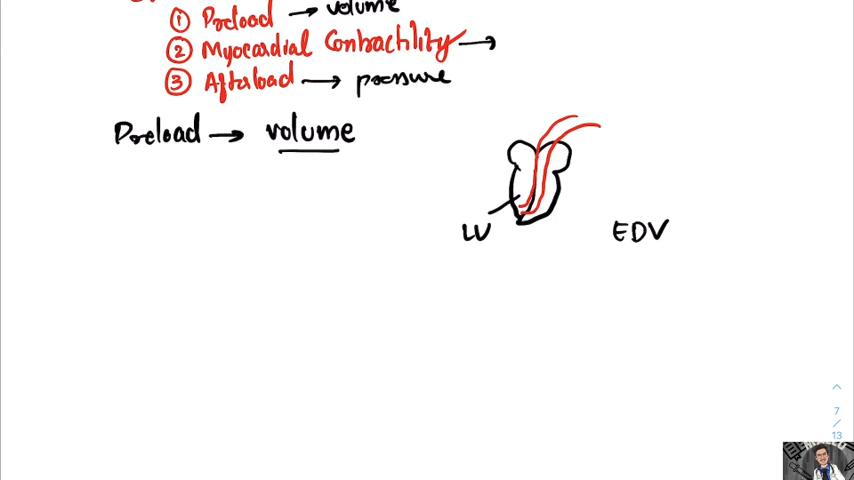 ① Preload → volume
② Myocardial Contractility →
③ Afterload → pressure
Preload → volume
LV
EDV
7
/
13